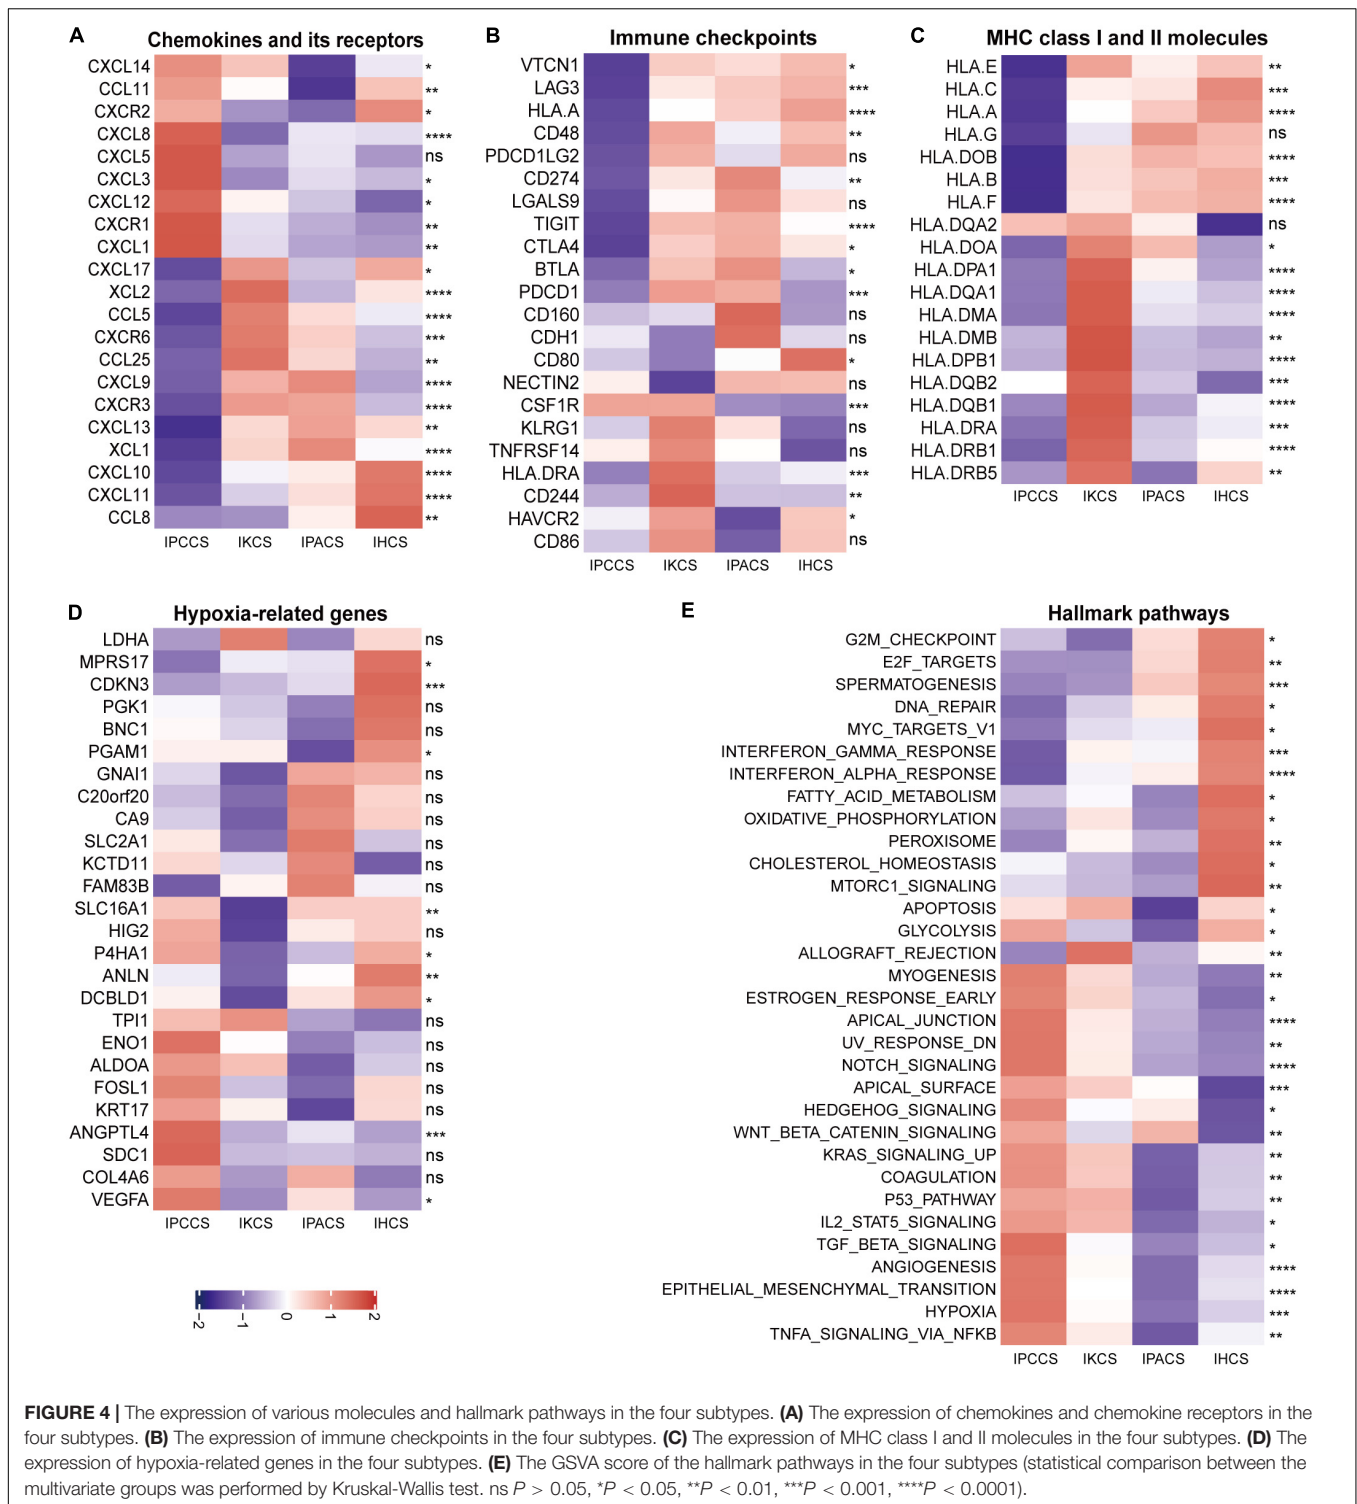 A
Chemokines and its receptors
CXCL14 *
CCL11 **
CXCR2 *
CXCL8 ****
CXCL5 ns
CXCL3 *
CXCL12 *
CXCR1 **
CXCL1 **
CXCL17 *
XCL2 ****
CCL5 ****
CXCR6 ***
CCL25 **
CXCL9 ****
CXCR3 ****
CXCL13 **
XCL1 ****
CXCL10 ****
CXCL11 ****
CCL8 **
IPCCS IKCS IPACS IHCS
B
Immune checkpoints
VTCN1 *
LAG3 ***
HLA.A ****
CD48 **
PDCD1LG2 ns
CD274 **
LGALS9 ns
TIGIT ****
CTLA4 *
BTLA *
PDCD1 ***
CD160 ns
CDH1 ns
CD80 *
NECTIN2 ns
CSF1R ***
KLRG1 ns
TNFRSF14 ns
HLA.DRA ***
CD244 **
HAVCR2 *
CD86 ns
IPCCS IKCS IPACS IHCS
C
MHC class I and II molecules
HLA.E **
HLA.C ***
HLA.A ****
HLA.G ns
HLA.DOB ****
HLA.B ***
HLA.F ****
HLA.DQA2 ns
HLA.DOA *
HLA.DPA1 ****
HLA.DQA1 ****
HLA.DMA ****
HLA.DMB **
HLA.DPB1 ****
HLA.DQB2 ***
HLA.DQB1 ****
HLA.DRA ***
HLA.DRB1 ****
HLA.DRB5 **
IPCCS IKCS IPACS IHCS
D
Hypoxia-related genes
LDHA ns
MPRS17 *
CDKN3 ***
PGK1 ns
BNC1 ns
PGAM1 *
GNAI1 ns
C20orf20 ns
CA9 ns
SLC2A1 ns
KCTD11 ns
FAM83B ns
SLC16A1 **
HIG2 ns
P4HA1 *
ANLN **
DCBLD1 *
TPI1 ns
ENO1 ns
ALDOA ns
FOSL1 ns
KRT17 ns
ANGPTL4 ***
SDC1 ns
COL4A6 ns
VEGFA *
IPCCS IKCS IPACS IHCS
-2 -1 0 1 2
E
Hallmark pathways
G2M_CHECKPOINT *
E2F_TARGETS **
SPERMATOGENESIS ***
DNA_REPAIR *
MYC_TARGETS_V1 *
INTERFERON_GAMMA_RESPONSE ***
INTERFERON_ALPHA_RESPONSE ****
FATTY_ACID_METABOLISM *
OXIDATIVE_PHOSPHORYLATION *
PEROXISOME **
CHOLESTEROL_HOMEOSTASIS *
MTORC1_SIGNALING **
APOPTOSIS *
GLYCOLYSIS *
ALLOGRAFT_REJECTION **
MYOGENESIS **
ESTROGEN_RESPONSE_EARLY *
APICAL_JUNCTION ****
UV_RESPONSE_DN **
NOTCH_SIGNALING ****
APICAL_SURFACE ***
HEDGEHOG_SIGNALING *
WNT_BETA_CATENIN_SIGNALING **
KRAS_SIGNALING_UP **
COAGULATION **
P53_PATHWAY **
IL2_STAT5_SIGNALING *
TGF_BETA_SIGNALING *
ANGIOGENESIS ****
EPITHELIAL_MESENCHYMAL_TRANSITION ****
HYPOXIA ***
TNFA_SIGNALING_VIA_NFKB **
IPCCS IKCS IPACS IHCS
FIGURE 4 | The expression of various molecules and hallmark pathways in the four subtypes. (A) The expression of chemokines and chemokine receptors in the
four subtypes. (B) The expression of immune checkpoints in the four subtypes. (C) The expression of MHC class I and II molecules in the four subtypes. (D) The
expression of hypoxia-related genes in the four subtypes. (E) The GSVA score of the hallmark pathways in the four subtypes (statistical comparison between the
multivariate groups was performed by Kruskal-Wallis test. ns P > 0.05, *P < 0.05, **P < 0.01, ***P < 0.001, ****P < 0.0001).